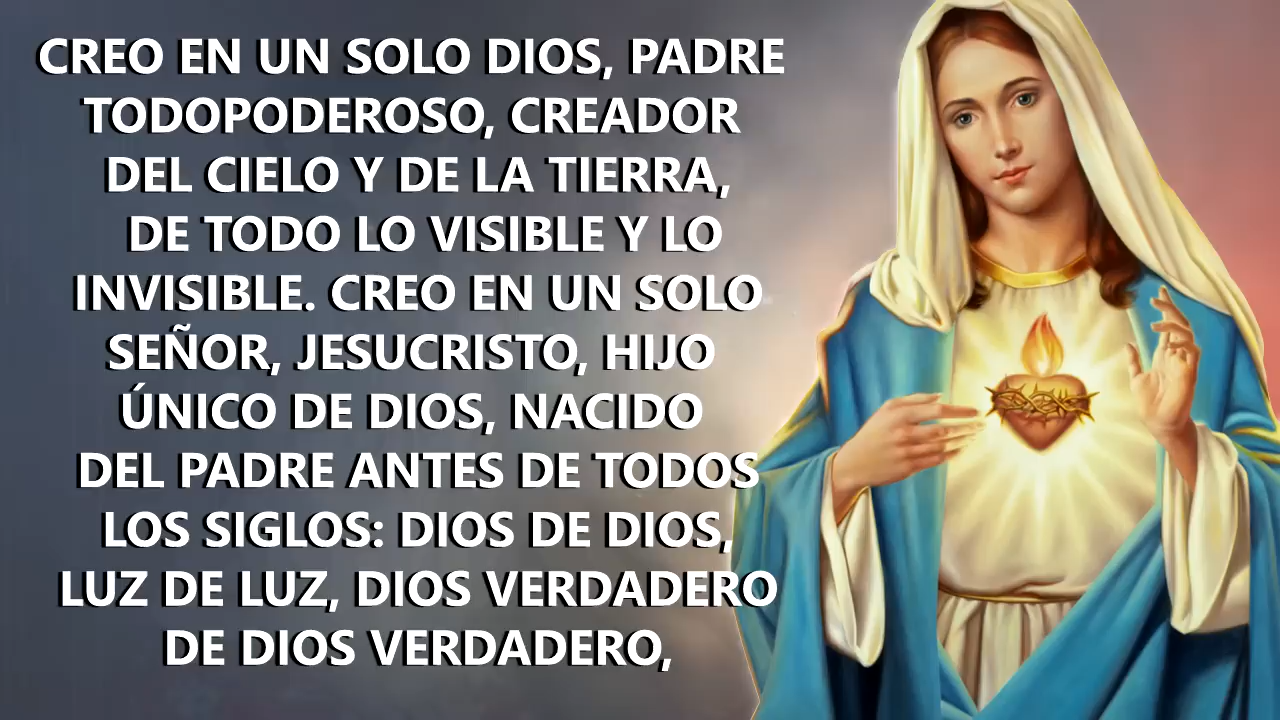 CREO EN UN SOLO DIOS, PADRE
TODOPODEROSO, CREADOR
DEL CIELO Y DE LA TIERRA,
DE TODO LO VISIBLE Y LO
INVISIBLE. CREO EN UN SOLO
SEÑOR, JESUCRISTO, HIJO
ÚNICO DE DIOS, NACIDO
DEL PADRE ANTES DE TODOS
LOS SIGLOS: DIOS DE DIOS,
LUZ DE LUZ, DIOS VERDADERO
DE DIOS VERDADERO,